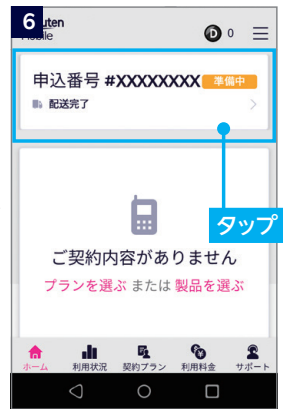 6
Rakuten
Mobile
D 0
申込番号 #XXXXXXXX 準備中
配送完了
タップ
ご契約内容がありません
プランを選ぶ または 製品を選ぶ
ホーム 利用状況 契約プラン 利用料金 サポート